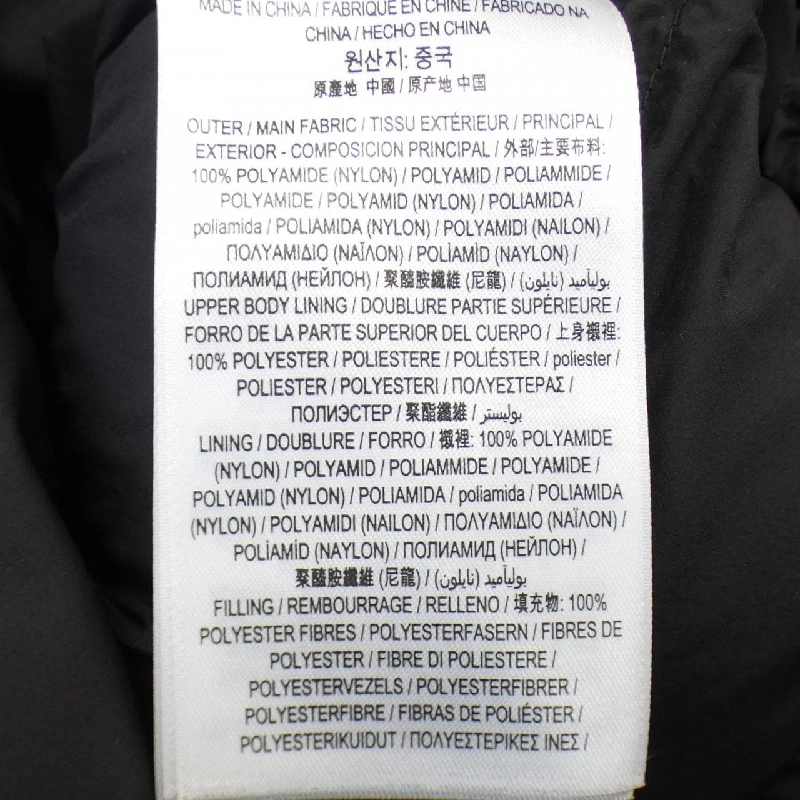 MADE IN CHINA / FABRIQUÉ EN CHINE / FABRICADO NA
CHINA / HECHO EN CHINA
원산지: 중국
原產地 中國 / 原产地 中国
OUTER / MAIN FABRIC / TISSU EXTÉRIEUR / PRINCIPAL /
EXTERIOR - COMPOSICION PRINCIPAL / 外部/主要布料:
100% POLYAMIDE (NYLON) / POLYAMID / POLIAMMIDE /
POLYAMIDE / POLYAMID (NYLON) / POLIAMIDA /
poliamida / POLIAMIDA (NYLON) / POLYAMIDI (NAILON) /
ΠΟΛΥΑΜΙΔΙΟ (ΝΑΪΛΟΝ) / POLİAMİD (NAYLON) /
ПОЛИАМИД (НЕЙЛОН) / 聚醯胺纖維 (尼龍) / بوليأميد (نايلون) /
UPPER BODY LINING / DOUBLURE PARTIE SUPÉRIEURE /
FORRO DE LA PARTE SUPERIOR DEL CUERPO / 上身襯裡:
100% POLYESTER / POLIESTERE / POLIÉSTER / poliester /
POLIESTER / POLYESTERI / ΠΟΛΥΕΣΤΕΡΑΣ /
ПОЛИЭСТЕР / 聚酯纖維 / بوليستر
LINING / DOUBLURE / FORRO / 襯裡: 100% POLYAMIDE
(NYLON) / POLYAMID / POLIAMMIDE / POLYAMIDE /
POLYAMID (NYLON) / POLIAMIDA / poliamida / POLIAMIDA
(NYLON) / POLYAMIDI (NAILON) / ΠΟΛΥΑΜΙΔΙΟ (ΝΑΪΛΟΝ) /
POLİAMİD (NAYLON) / ПОЛИАМИД (НЕЙЛОН) /
聚醯胺纖維 (尼龍) / بوليأميد (نايلون) /
FILLING / REMBOURRAGE / RELLENO / 填充物: 100%
POLYESTER FIBRES / POLYESTERFASERN / FIBRES DE
POLYESTER / FIBRE DI POLIESTERE /
POLYESTERVEZELS / POLYESTERFIBRER /
POLYESTERFIBRE / FIBRAS DE POLIÉSTER /
POLYESTERIKUIDUT / ΠΟΛΥΕΣΤΕΡΙΚΕΣ ΙΝΕΣ /